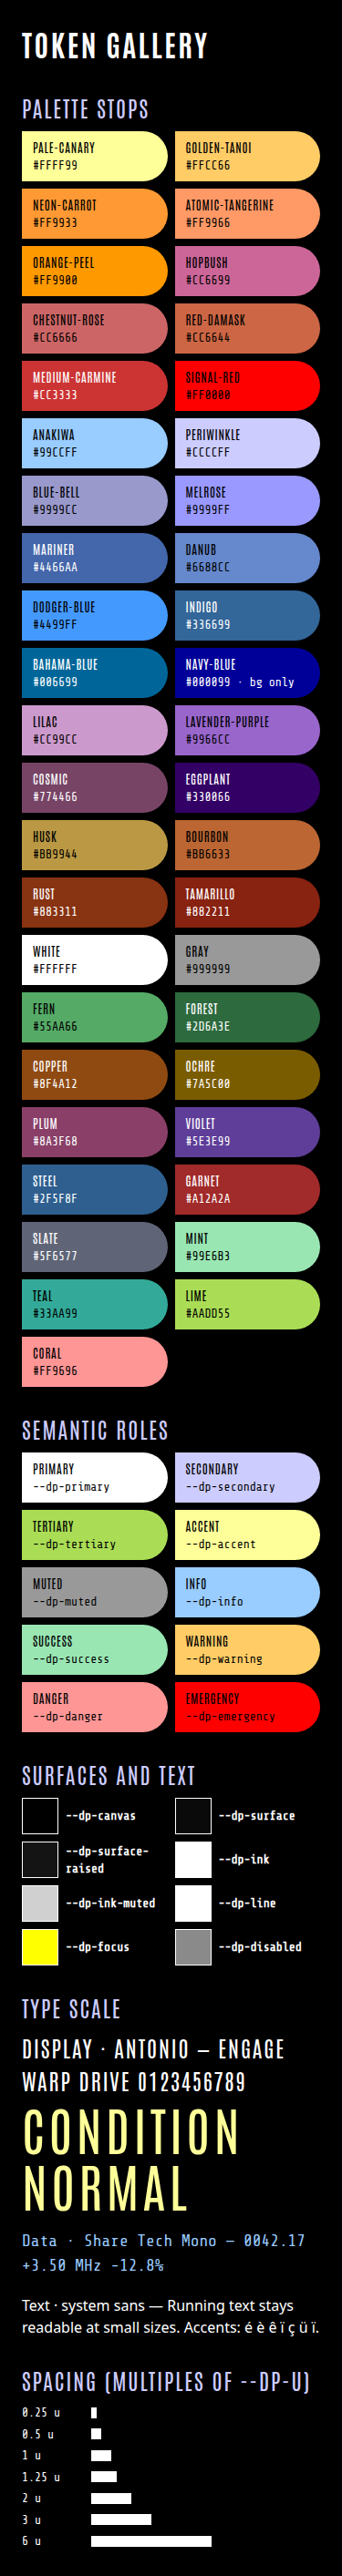 TOKEN GALLERY
PALETTE STOPS
PALE-CANARY
#FFFF99
GOLDEN-TANOI
#FFCC66
NEON-CARROT
#FF9933
ATOMIC-TANGERINE
#FF9966
ORANGE-PEEL
#FF9900
HOPBUSH
#CC6699
CHESTNUT-ROSE
#CC6666
RED-DAMASK
#CC6644
MEDIUM-CARMINE
#CC3333
SIGNAL-RED
#FF0000
ANAKIWA
#99CCFF
PERIWINKLE
#CCCCFF
BLUE-BELL
#9999CC
MELROSE
#9999FF
MARINER
#4466AA
DANUB
#6688CC
DODGER-BLUE
#4499FF
INDIGO
#336699
BAHAMA-BLUE
#006699
NAVY-BLUE
#000099 · bg only
LILAC
#CC99CC
LAVENDER-PURPLE
#9966CC
COSMIC
#774466
EGGPLANT
#330066
HUSK
#BB9944
BOURBON
#BB6633
RUST
#883311
TAMARILLO
#882211
WHITE
#FFFFFF
GRAY
#999999
FERN
#55AA66
FOREST
#2D6A3E
COPPER
#8F4A12
OCHRE
#7A5C00
PLUM
#8A3F68
VIOLET
#5E3E99
STEEL
#2F5F8F
GARNET
#A12A2A
SLATE
#5F6577
MINT
#99E6B3
TEAL
#33AA99
LIME
#AADD55
CORAL
#FF9696
SEMANTIC ROLES
PRIMARY
--dp-primary
SECONDARY
--dp-secondary
TERTIARY
--dp-tertiary
ACCENT
--dp-accent
MUTED
--dp-muted
INFO
--dp-info
SUCCESS
--dp-success
WARNING
--dp-warning
DANGER
--dp-danger
EMERGENCY
--dp-emergency
SURFACES AND TEXT
--dp-canvas
--dp-surface
--dp-surface-
raised
--dp-ink
--dp-ink-muted
--dp-line
--dp-focus
--dp-disabled
TYPE SCALE
DISPLAY · ANTONIO — ENGAGE
WARP DRIVE 0123456789
CONDITION
NORMAL
Data · Share Tech Mono — 0042.17
+3.50 MHz −12.8%
Text · system sans — Running text stays
readable at small sizes. Accents: é è ê ï ç ü ï.
SPACING (MULTIPLES OF --DP-U)
0.25 u
0.5 u
1 u
1.25 u
2 u
3 u
6 u